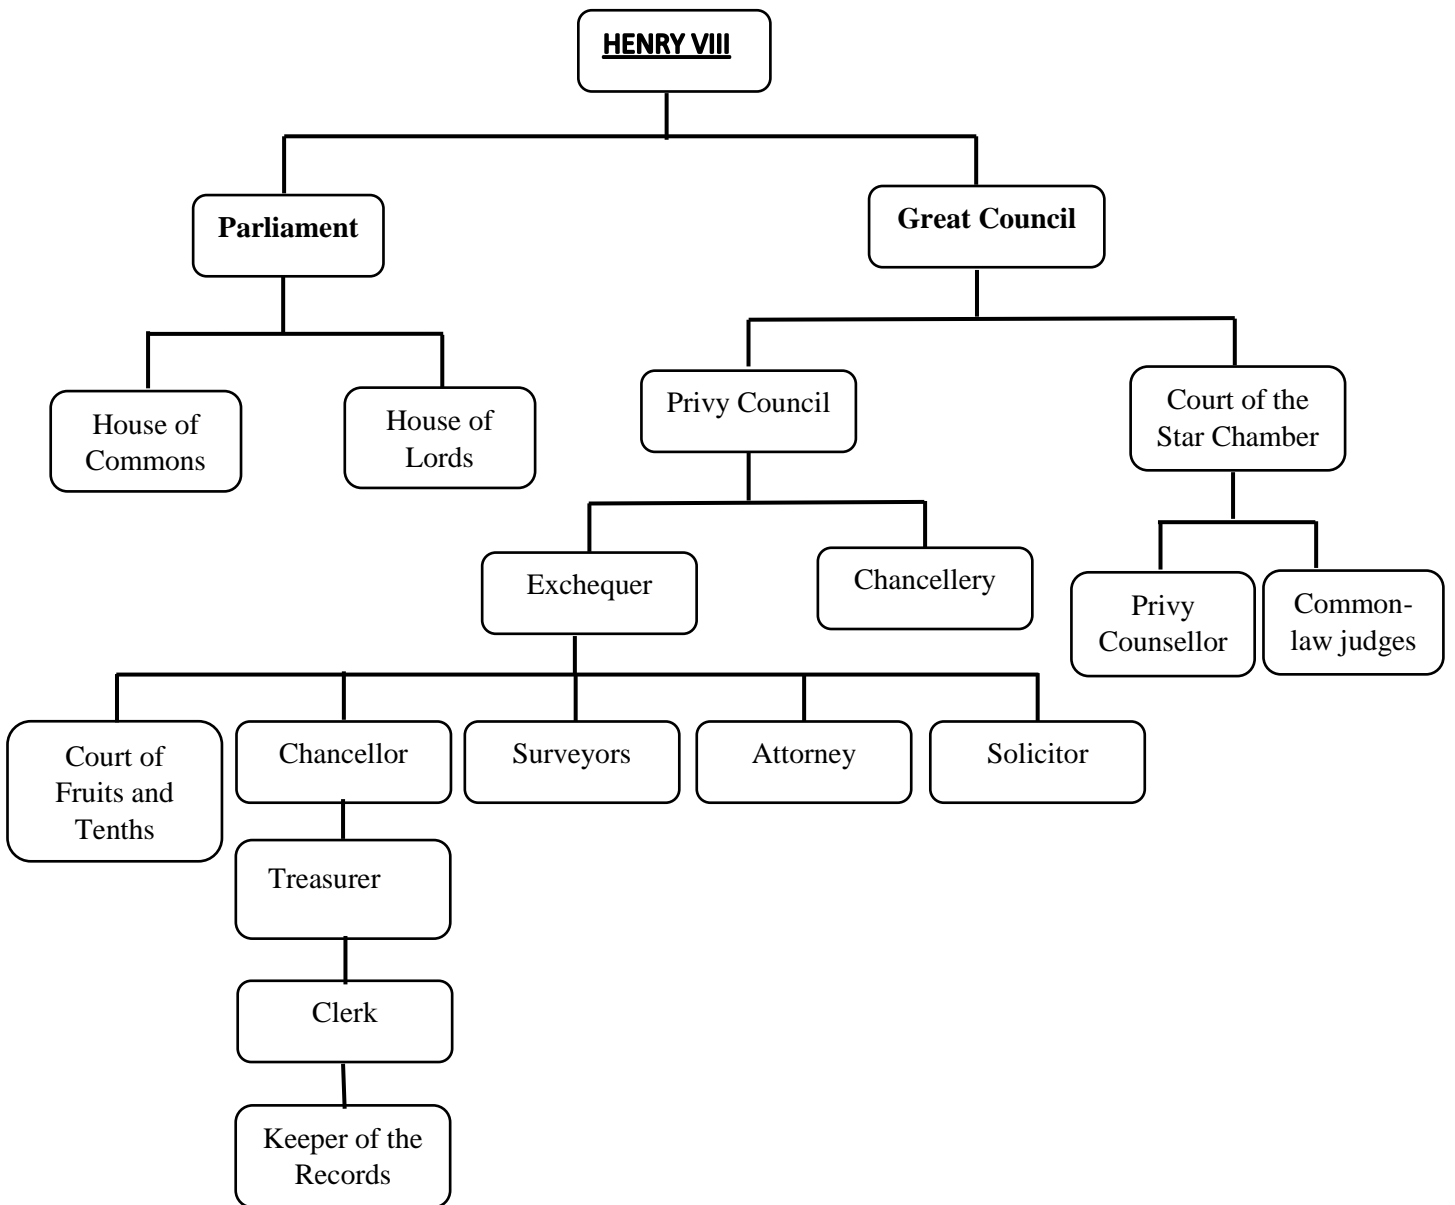 HENRY VIII
Parliament
Great Council
House of
Commons
House of
Lords
Privy Council
Court of the
Star Chamber
Exchequer
Chancellery
Privy
Counsellor
Common-
law judges
Court of
Fruits and
Tenths
Chancellor
Surveyors
Attorney
Solicitor
Treasurer
Clerk
Keeper of the
Records